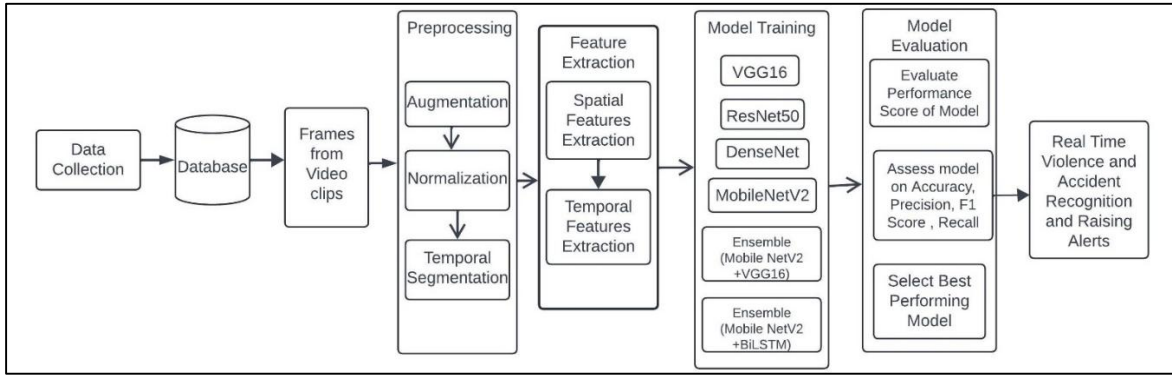 Data
Collection
Database
Frames
from
Video
clips
Preprocessing
Augmentation
Normalization
Temporal
Segmentation
Feature
Extraction
Spatial
Features
Extraction
Temporal
Features
Extraction
Model Training
VGG16
ResNet50
DenseNet
MobileNetV2
Ensemble
(Mobile NetV2
+VGG16)
Ensemble
(Mobile NetV2
+BiLSTM)
Model
Evaluation
Evaluate
Performance
Score of Model
Assess model
on Accuracy,
Precision, F1
Score , Recall
Select Best
Performing
Model
Real Time
Violence and
Accident
Recognition
and Raising
Alerts